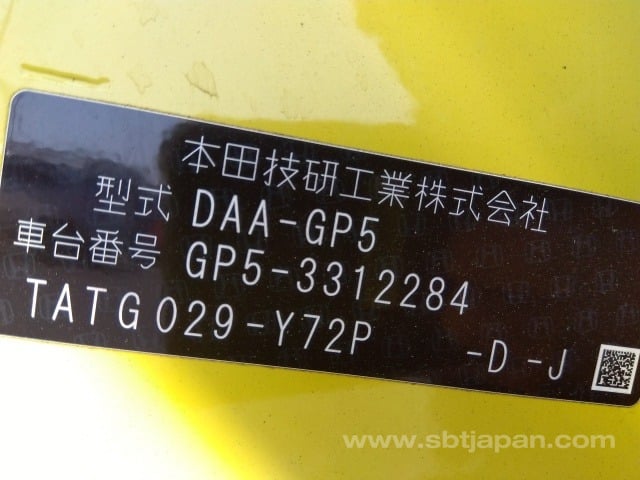 本田技研工業株式会社
型式 DAA-GP5
車台番号 GP5-3312284
TATG029-Y72P -D -J
www.sbtjapan.com